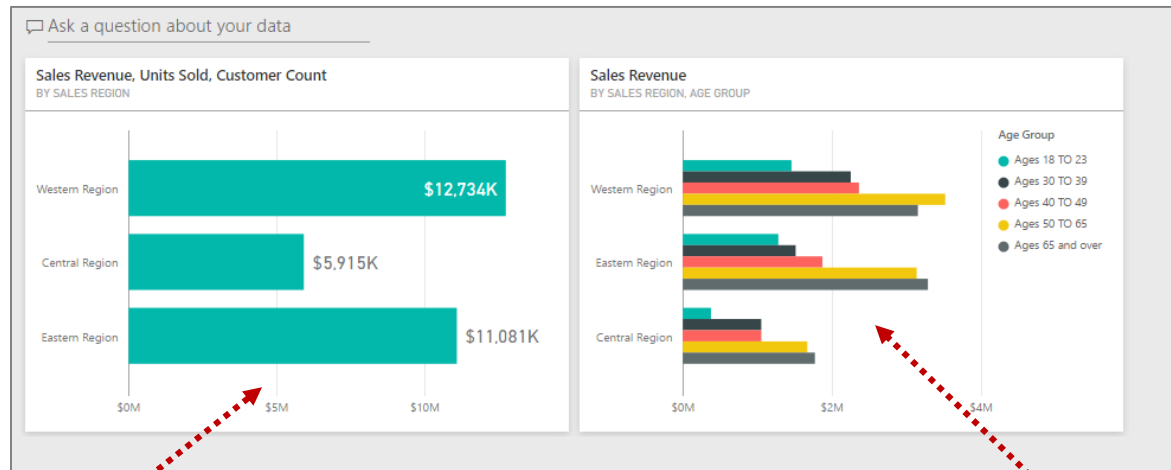 Ask a question about your data
Sales Revenue, Units Sold, Customer Count
BY SALES REGION
Western Region
$12,734K
Central Region
$5,915K
Eastern Region
$11,081K
$0M
$5M
$10M
Sales Revenue
BY SALES REGION, AGE GROUP
Age Group
Ages 18 TO 23
Ages 30 TO 39
Ages 40 TO 49
Ages 50 TO 65
Ages 65 and over
Western Region
Eastern Region
Central Region
$0M
$2M
$4M